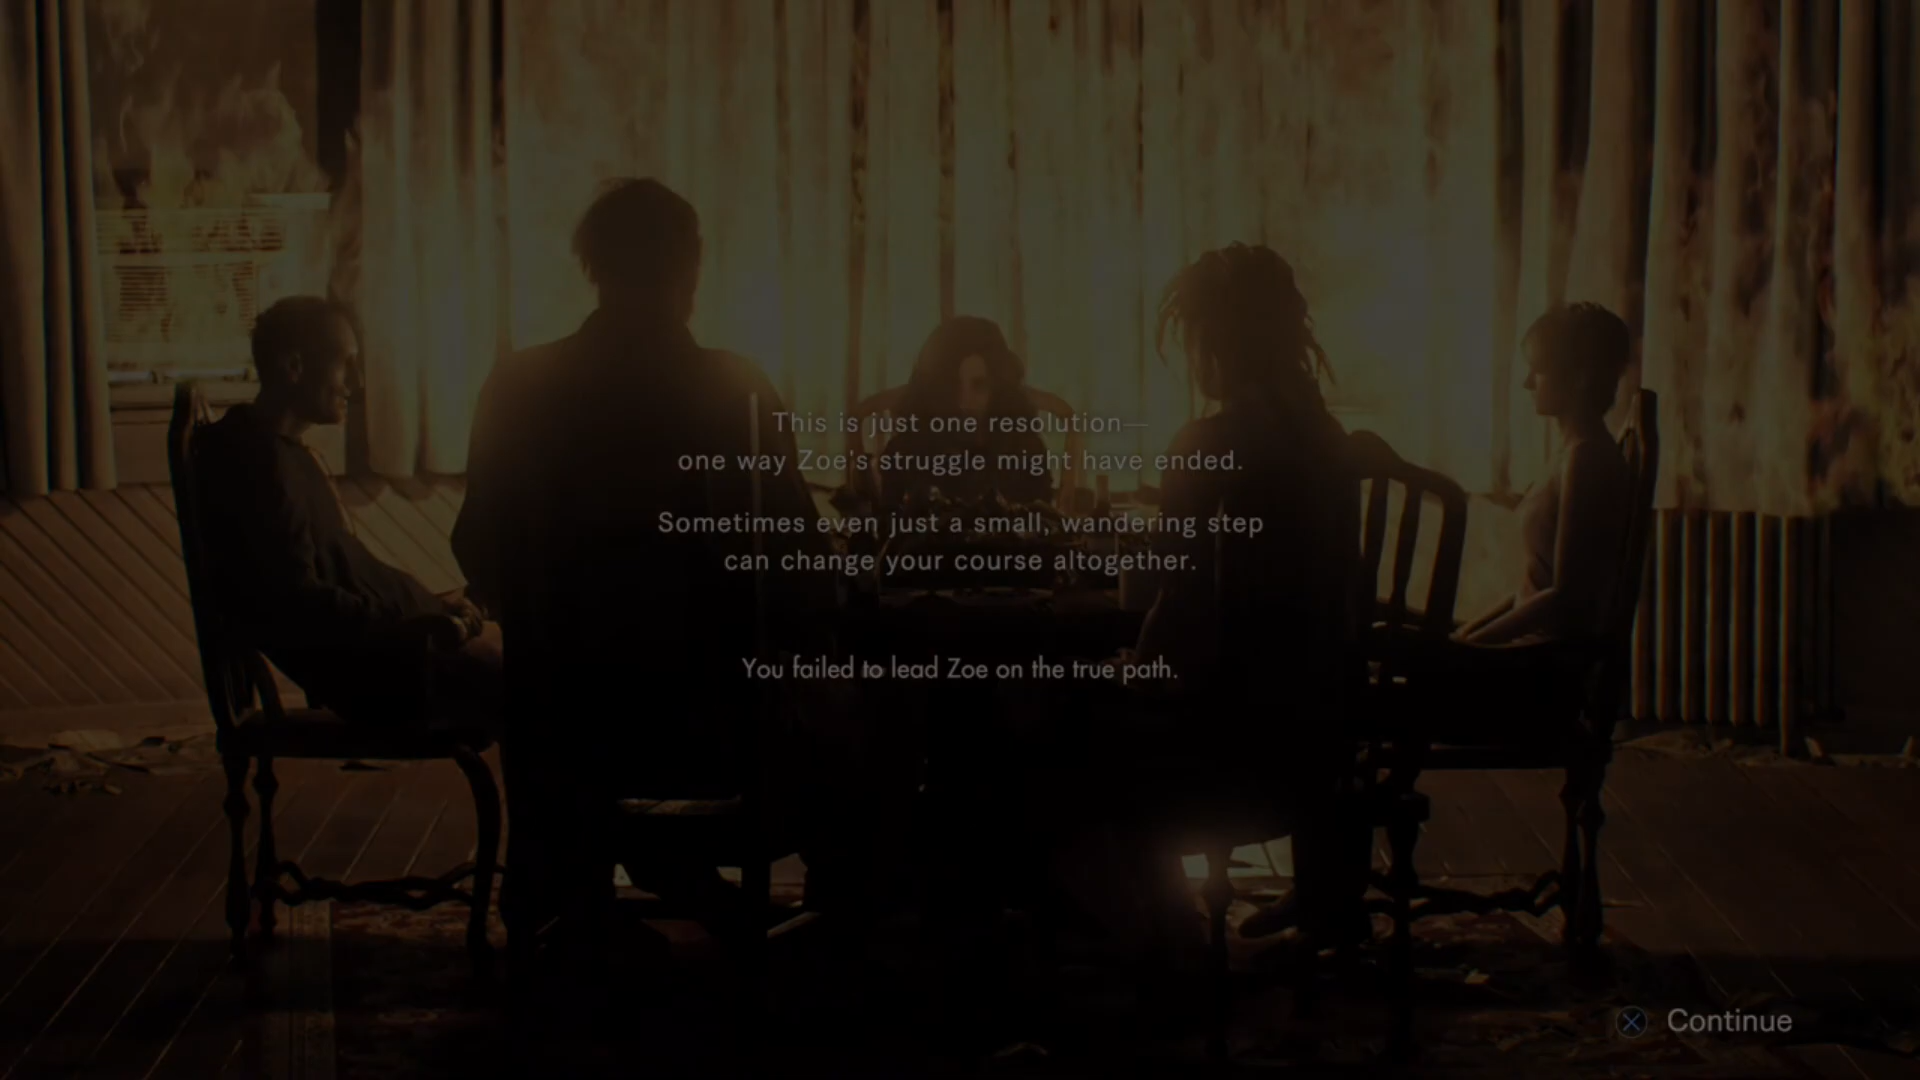 This is just one resolution—
one way Zoe's struggle might have ended.
Sometimes even just a small, wandering step
can change your course altogether.
You failed to lead Zoe on the true path.
Continue